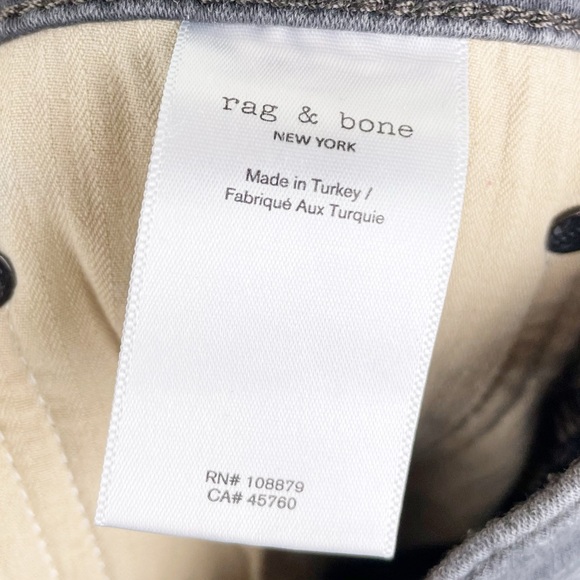 rag & bone
NEW YORK
Made in Turkey /
Fabriqué Aux Turquie
RN# 108879
CA# 45760